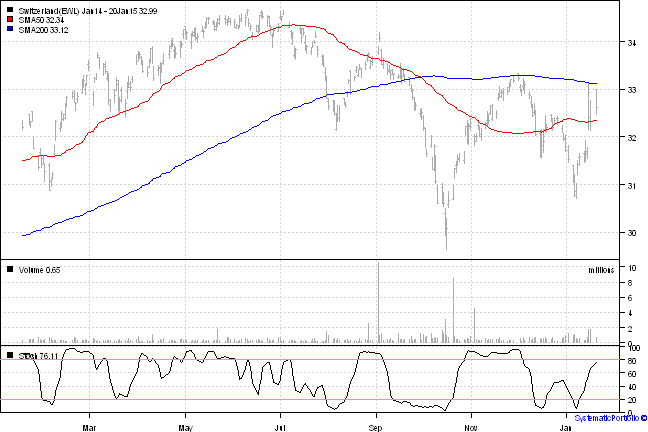 Switzerland(EWL) Jan14 - 20Jan15 32.99
SMA50 32.34
SMA200 33.12
34
33
32
31
30
Volume 0.65
millions
10
8
6
4
2
0
76.11
100
80
60
40
20
0
Mar
May
Jul
Sep
Nov
Jan
SystematicPortfolio ©